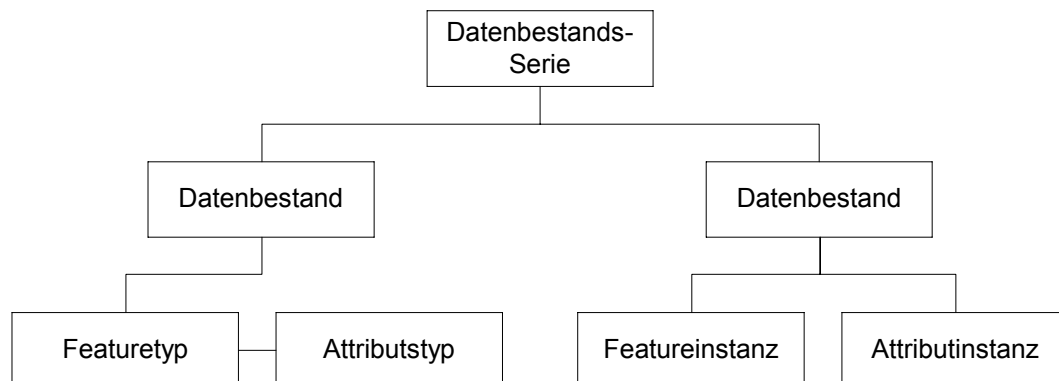 Datenbestands-
Serie
Datenbestand
Datenbestand
Featuretyp
Attributstyp
Featureinstanz
Attributinstanz